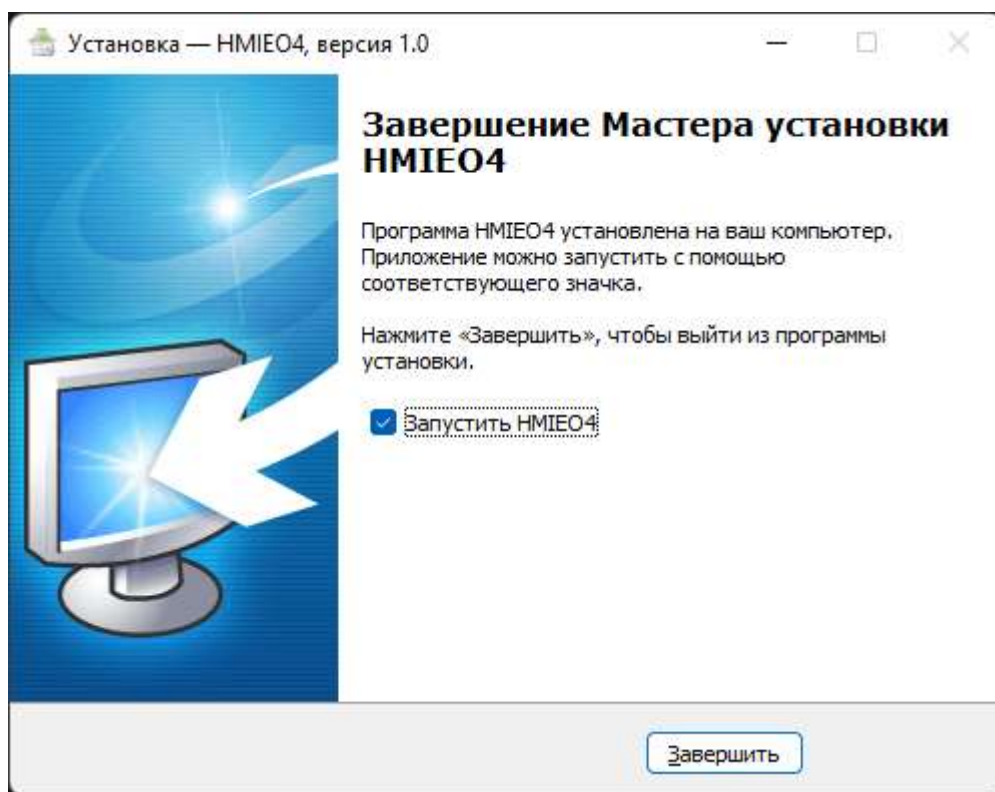 Установка — HMIEO4, версия 1.0
Завершение Мастера установки
HMIEO4
Программа HMIEO4 установлена на ваш компьютер.
Приложение можно запустить с помощью
соответствующего значка.
Нажмите «Завершить», чтобы выйти из программы
установки.
Запустить HMIEO4
Завершить